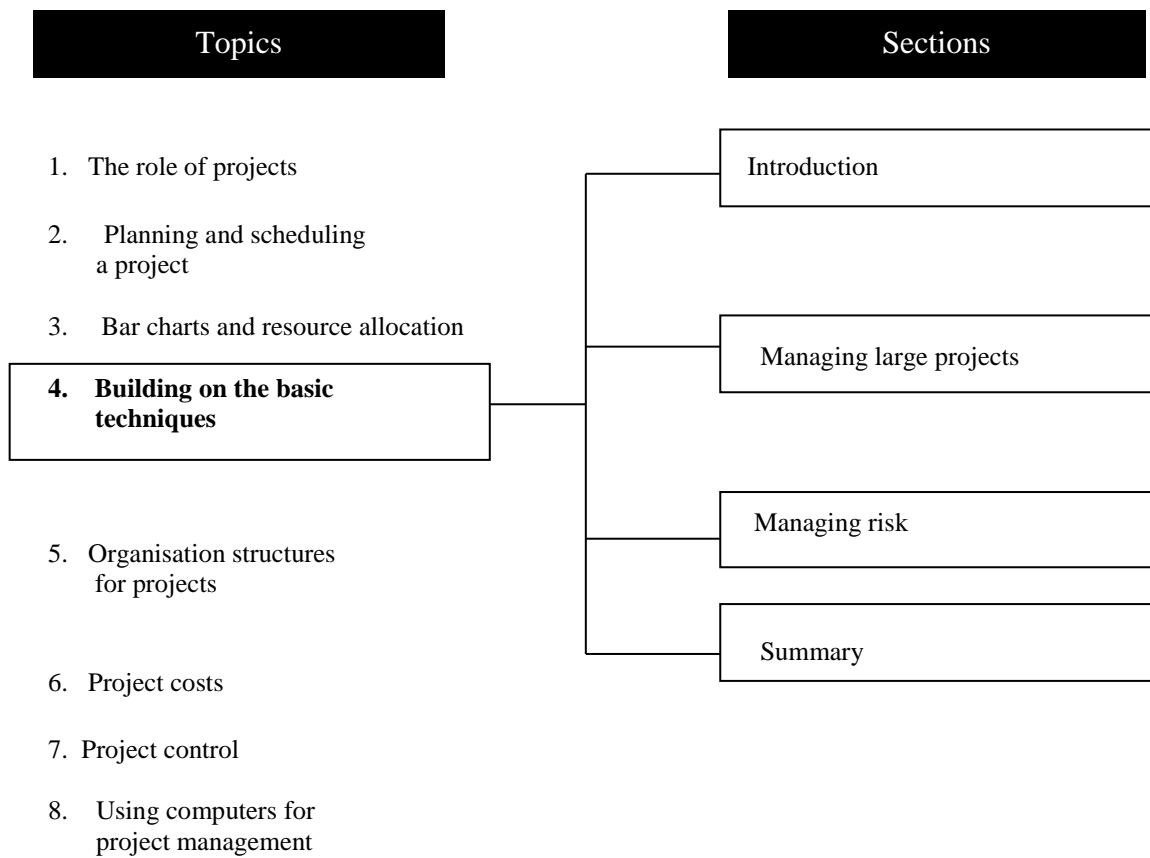 Topics
Sections
1. The role of projects
2. Planning and scheduling
a project
3. Bar charts and resource allocation
4. Building on the basic
techniques
5. Organisation structures
for projects
6. Project costs
7. Project control
8. Using computers for
project management
Introduction
Managing large projects
Managing risk
Summary